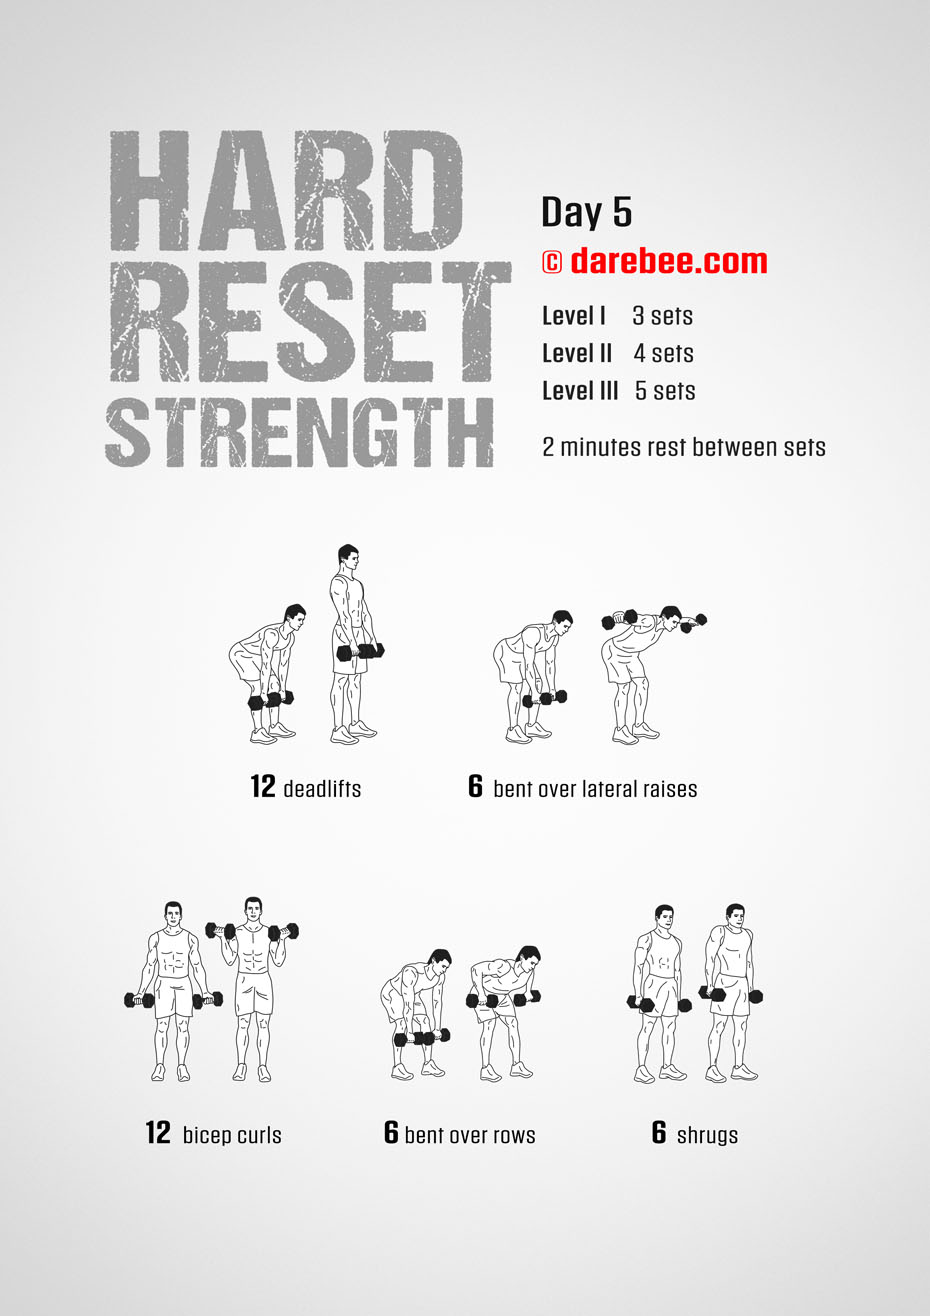 HARD
RESET
STRENGTH
Day 5
© darebee.com
Level I 3 sets
Level II 4 sets
Level III 5 sets
2 minutes rest between sets
12 deadlifts
6 bent over lateral raises
12 bicep curls
6 bent over rows
6 shrugs